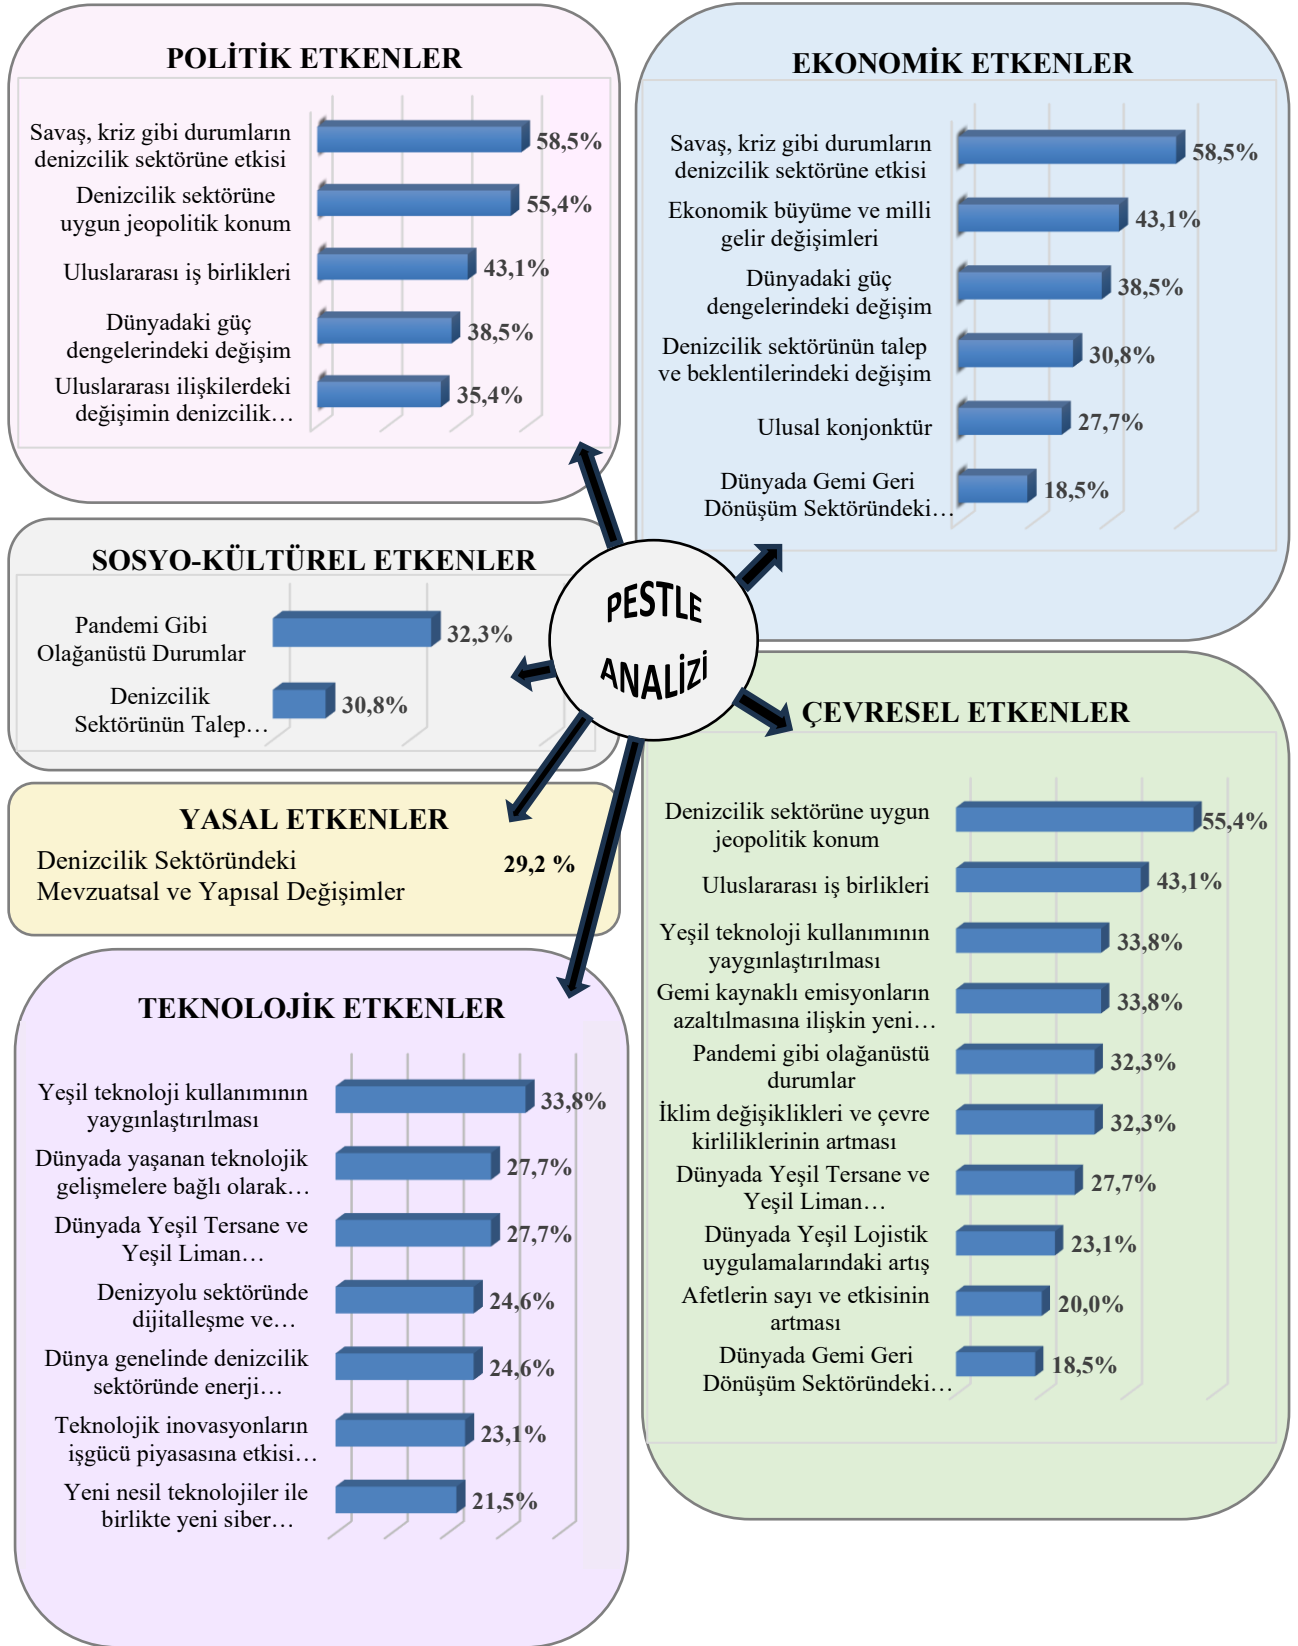 POLİTİK ETKENLER
Savaş, kriz gibi durumların
denizcilik sektörüne etkisi
58,5%
Denizcilik sektörüne
uygun jeopolitik konum
55,4%
Uluslararası iş birlikleri
43,1%
Dünyadaki güç
dengelerindeki değişim
38,5%
Uluslararası ilişkilerdeki
değişimin denizcilik…
35,4%
EKONOMİK ETKENLER
Savaş, kriz gibi durumların
denizcilik sektörüne etkisi
58,5%
Ekonomik büyüme ve milli
gelir değişimleri
43,1%
Dünyadaki güç
dengelerindeki değişim
38,5%
Denizcilik sektörünün talep
ve beklentilerindeki değişim
30,8%
Ulusal konjonktür
27,7%
Dünyada Gemi Geri
Dönüşüm Sektöründeki…
18,5%
SOSYO-KÜLTÜREL ETKENLER
Pandemi Gibi
Olağanüstü Durumlar
32,3%
Denizcilik
Sektörünün Talep…
30,8%
PESTLE
ANALİZİ
YASAL ETKENLER
Denizcilik Sektöründeki
Mevzuatsal ve Yapısal Değişimler
29,2 %
ÇEVRESEL ETKENLER
Denizcilik sektörüne uygun
jeopolitik konum
55,4%
Uluslararası iş birlikleri
43,1%
Yeşil teknoloji kullanımının
yaygınlaştırılması
33,8%
Gemi kaynaklı emisyonların
azaltılmasına ilişkin yeni…
33,8%
Pandemi gibi olağanüstü
durumlar
32,3%
İklim değişiklikleri ve çevre
kirliliklerinin artması
32,3%
Dünyada Yeşil Tersane ve
Yeşil Liman…
27,7%
Dünyada Yeşil Lojistik
uygulamalarındaki artış
23,1%
Afetlerin sayı ve etkisinin
artması
20,0%
Dünyada Gemi Geri
Dönüşüm Sektöründeki…
18,5%
TEKNOLOJİK ETKENLER
Yeşil teknoloji kullanımının
yaygınlaştırılması
33,8%
Dünyada yaşanan teknolojik
gelişmelere bağlı olarak…
27,7%
Dünyada Yeşil Tersane ve
Yeşil Liman…
27,7%
Denizyolu sektöründe
dijitalleşme ve…
24,6%
Dünya genelinde denizcilik
sektöründe enerji…
24,6%
Teknolojik inovasyonların
işgücü piyasasına etkisi…
23,1%
Yeni nesil teknolojiler ile
birlikte yeni siber…
21,5%